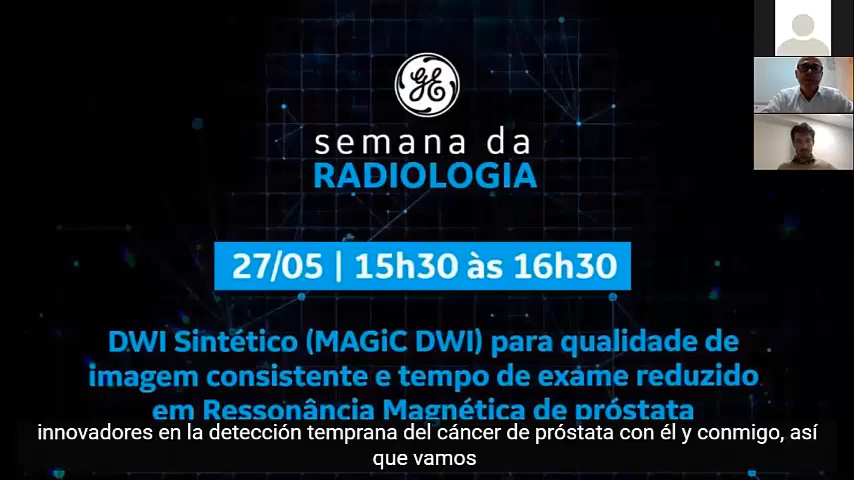 GE
semana da
RADIOLOGIA
27/05 | 15h30 às 16h30
DWI Sintético (MAGiC DWI) para qualidade de
imagem consistente e tempo de exame reduzido
em Ressonância Magnética de próstata
innovadores en la detección temprana del cáncer de próstata con él y conmigo, así
que vamos